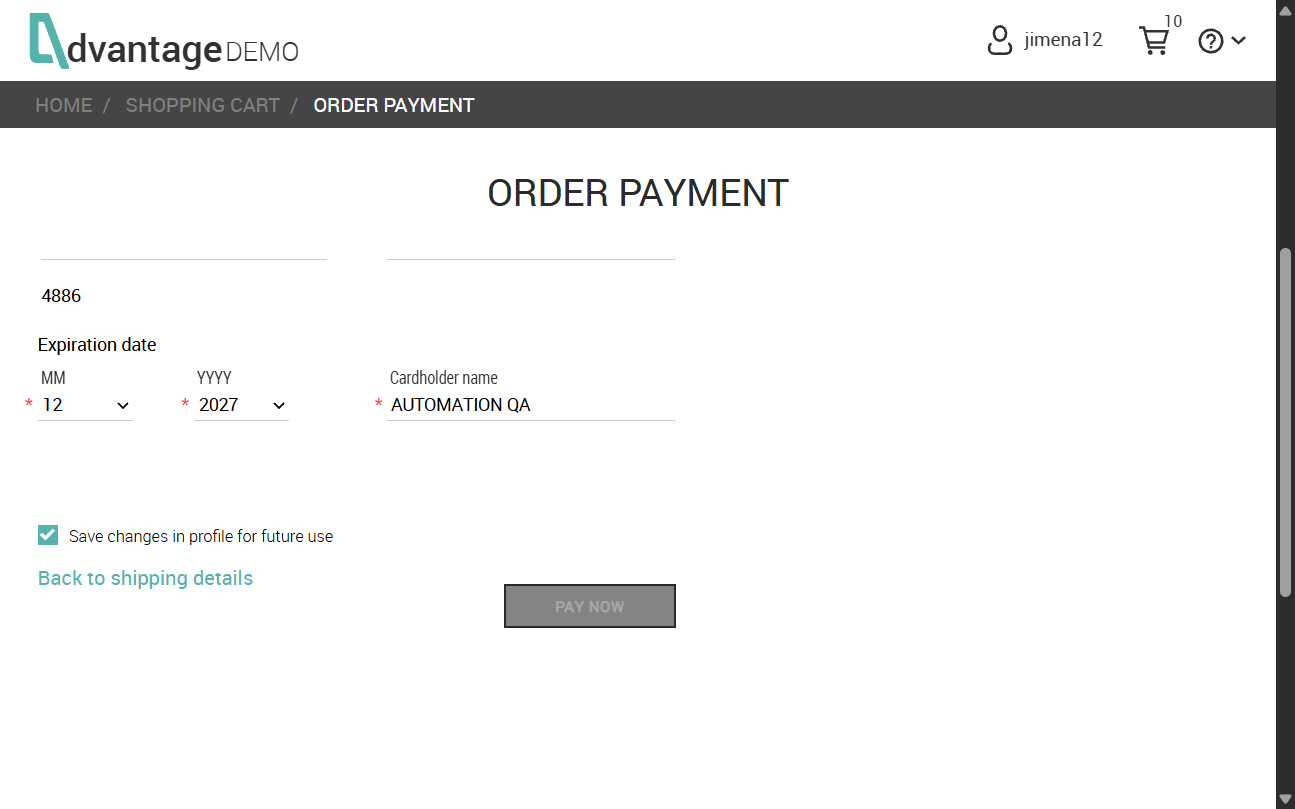 dvantage DEMO
jimena12
10
?
HOME / SHOPPING CART / ORDER PAYMENT
ORDER PAYMENT
4886
Expiration date
MM
YYYY
Cardholder name
* 12
* 2027
* AUTOMATION QA
Save changes in profile for future use
Back to shipping details
PAY NOW